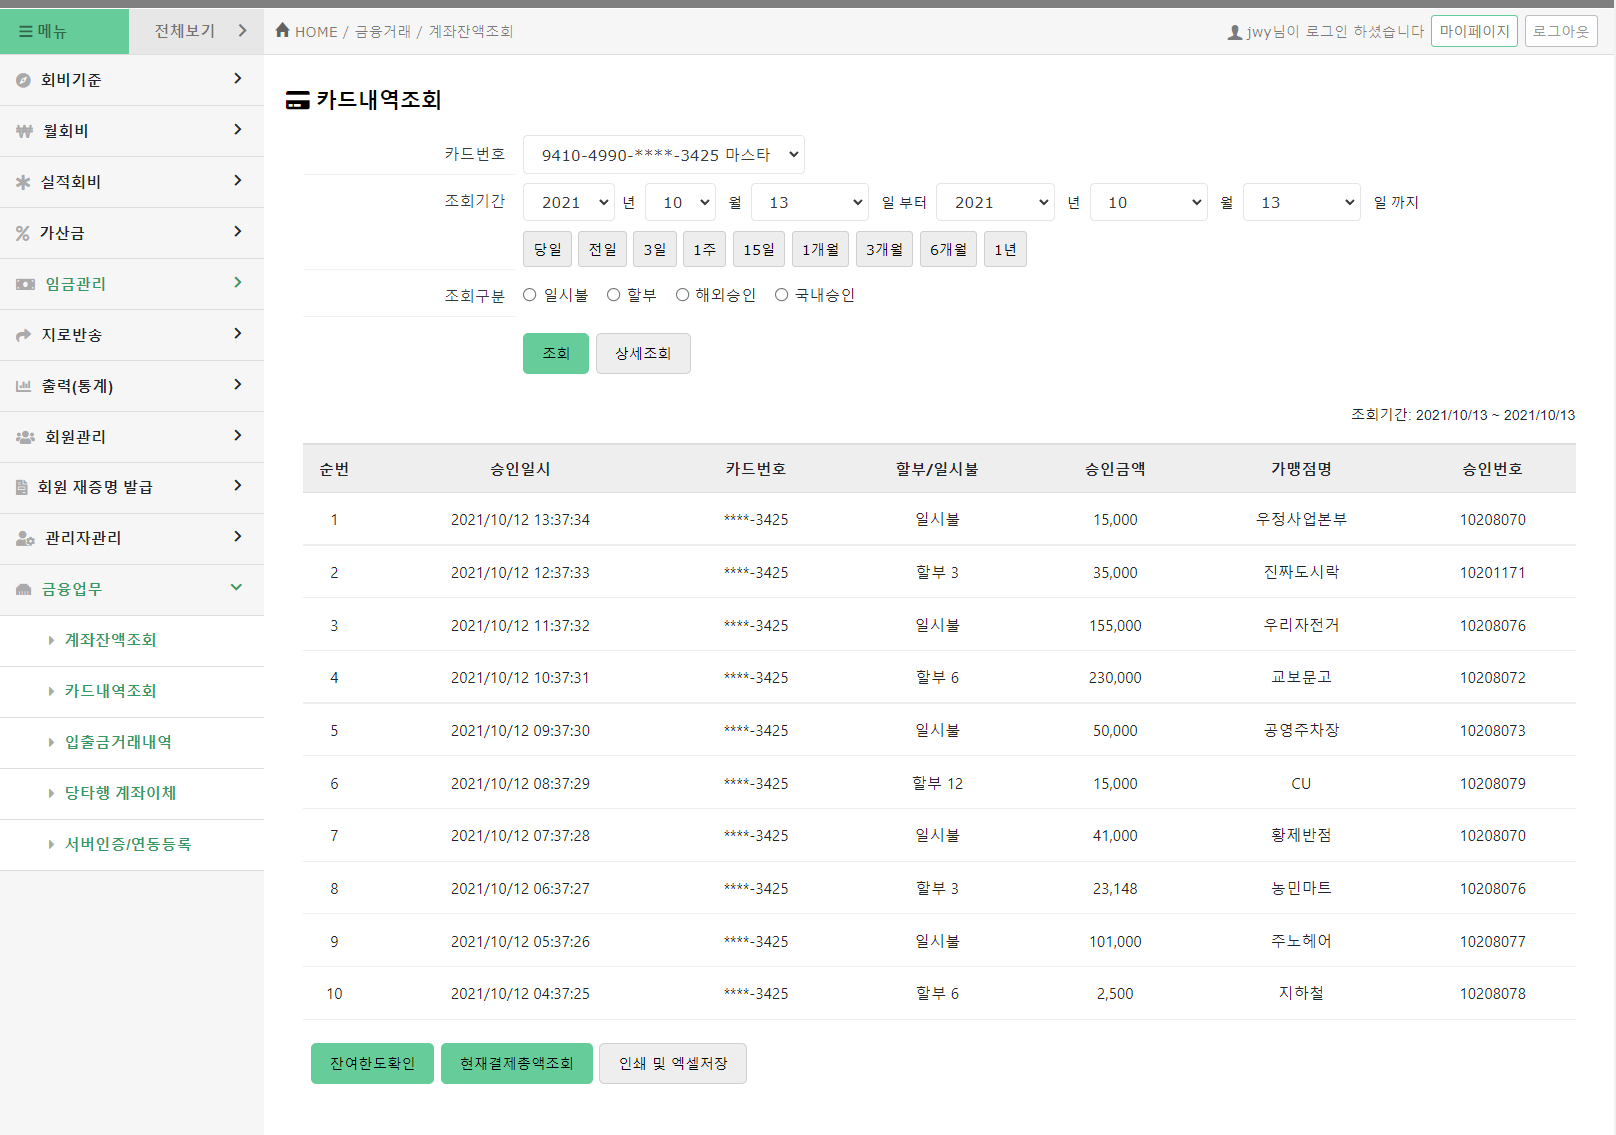 메뉴 전체보기
HOME / 금융거래 / 계좌잔액조회
jwy님이 로그인 하셨습니다 마이페이지 로그아웃
회비기준
월회비
실적회비
가산금
임금관리
지로반송
출력(통계)
회원관리
회원 재증명 발급
관리자관리
금융업무
계좌잔액조회
카드내역조회
입출금거래내역
당타행 계좌이체
서버인증/연동등록
카드내역조회
카드번호 9410-4990-****-3425 마스타
조회기간 2021 년 10 월 13 일 부터 2021 년 10 월 13 일 까지
당일 전일 3일 1주 15일 1개월 3개월 6개월 1년
조회구분 일시불 할부 해외승인 국내승인
조회 상세조회
조회기간: 2021/10/13 ~ 2021/10/13
순번 승인일시 카드번호 할부/일시불 승인금액 가맹점명 승인번호
1 2021/10/12 13:37:34 ****-3425 일시불 15,000 우정사업본부 10208070
2 2021/10/12 12:37:33 ****-3425 할부 3 35,000 진짜도시락 10201171
3 2021/10/12 11:37:32 ****-3425 일시불 155,000 우리자전거 10208076
4 2021/10/12 10:37:31 ****-3425 할부 6 230,000 교보문고 10208072
5 2021/10/12 09:37:30 ****-3425 일시불 50,000 공영주차장 10208073
6 2021/10/12 08:37:29 ****-3425 할부 12 15,000 CU 10208079
7 2021/10/12 07:37:28 ****-3425 일시불 41,000 황제반점 10208070
8 2021/10/12 06:37:27 ****-3425 할부 3 23,148 농민마트 10208076
9 2021/10/12 05:37:26 ****-3425 일시불 101,000 주노헤어 10208077
10 2021/10/12 04:37:25 ****-3425 할부 6 2,500 지하철 10208078
잔여한도확인 현재결제총액조회 인쇄 및 엑셀저장